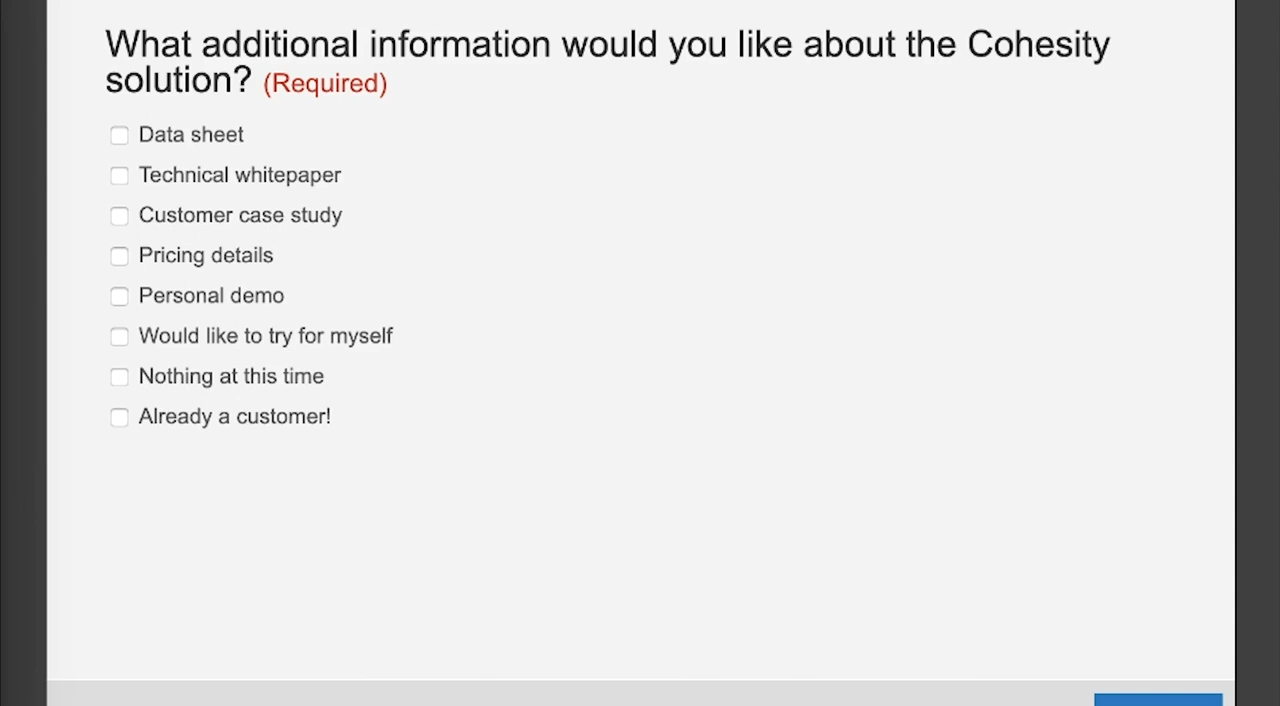 What additional information would you like about the Cohesity
solution? (Required)
Data sheet
Technical whitepaper
Customer case study
Pricing details
Personal demo
Would like to try for myself
Nothing at this time
Already a customer!